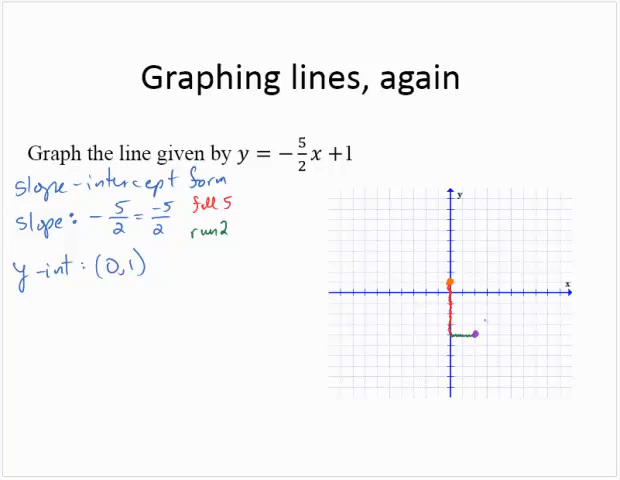 Graphing lines, again
Graph the line given by y = −5/2 x + 1
slope-intercept form
slope: -5/2 = -5/2 fall 5
run 2
y-int: (0,1)
y
x